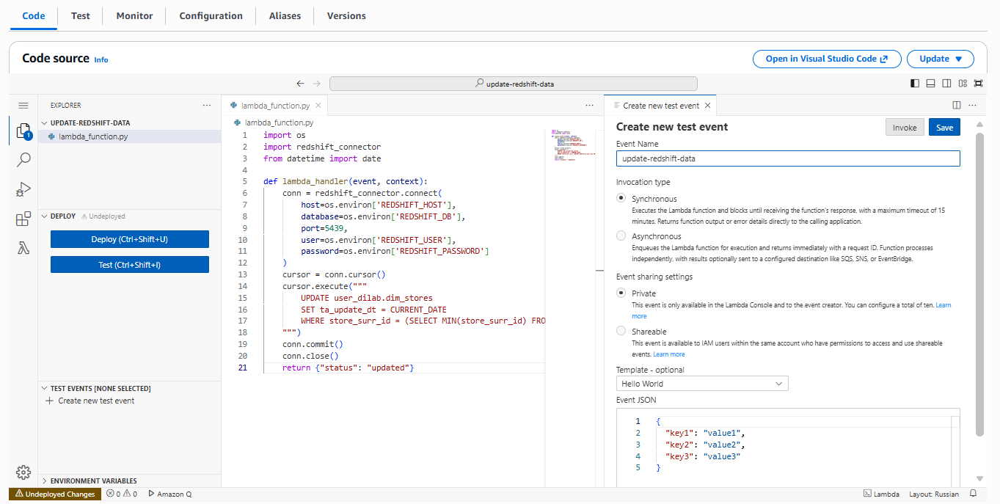 Code Test Monitor Configuration Aliases Versions
Code source Info
Open in Visual Studio Code Update
update-redshift-data
EXPLORER
UPDATE-REDSHIFT-DATA
lambda_function.py
1
DEPLOY Undeployed
Deploy (Ctrl+Shift+U)
Test (Ctrl+Shift+I)
TEST EVENTS [NONE SELECTED]
Create new test event
ENVIRONMENT VARIABLES
lambda_function.py
lambda_function.py
1 import os
2 import redshift_connector
3 from datetime import date
4
5 def lambda_handler(event, context):
6 conn = redshift_connector.connect(
7 host=os.environ['REDSHIFT_HOST'],
8 database=os.environ['REDSHIFT_DB'],
9 port=5439,
10 user=os.environ['REDSHIFT_USER'],
11 password=os.environ['REDSHIFT_PASSWORD']
12 )
13 cursor = conn.cursor()
14 cursor.execute("""
15 UPDATE user_dilab.dim_stores
16 SET ta_update_dt = CURRENT_DATE
17 WHERE store_surr_id = (SELECT MIN(store_surr_id) FRO
18 """)
19 conn.commit()
20 conn.close()
21 return {"status": "updated"}
Create new test event
Create new test event
Invoke Save
Event Name
update-redshift-data
Invocation type
Synchronous
Executes the Lambda function and blocks until receiving the function's response, with a maximum timeout of 15
minutes. Returns function output or error details directly to the calling application.
Asynchronous
Enqueues the Lambda function for execution and returns immediately with a request ID. Function processes
independently, with results optionally sent to a configured destination like SQS, SNS, or EventBridge.
Event sharing settings
Private
This event is only available in the Lambda Console and to the event creator. You can configure a total of ten. Learn
more
Shareable
This event is available to IAM users within the same account who have permissions to access and use shareable
events. Learn more
Template - optional
Hello World
Event JSON
1 {
2 "key1": "value1",
3 "key2": "value2",
4 "key3": "value3"
5 }
Undeployed Changes 0 0 Amazon Q
Lambda Layout: Russian